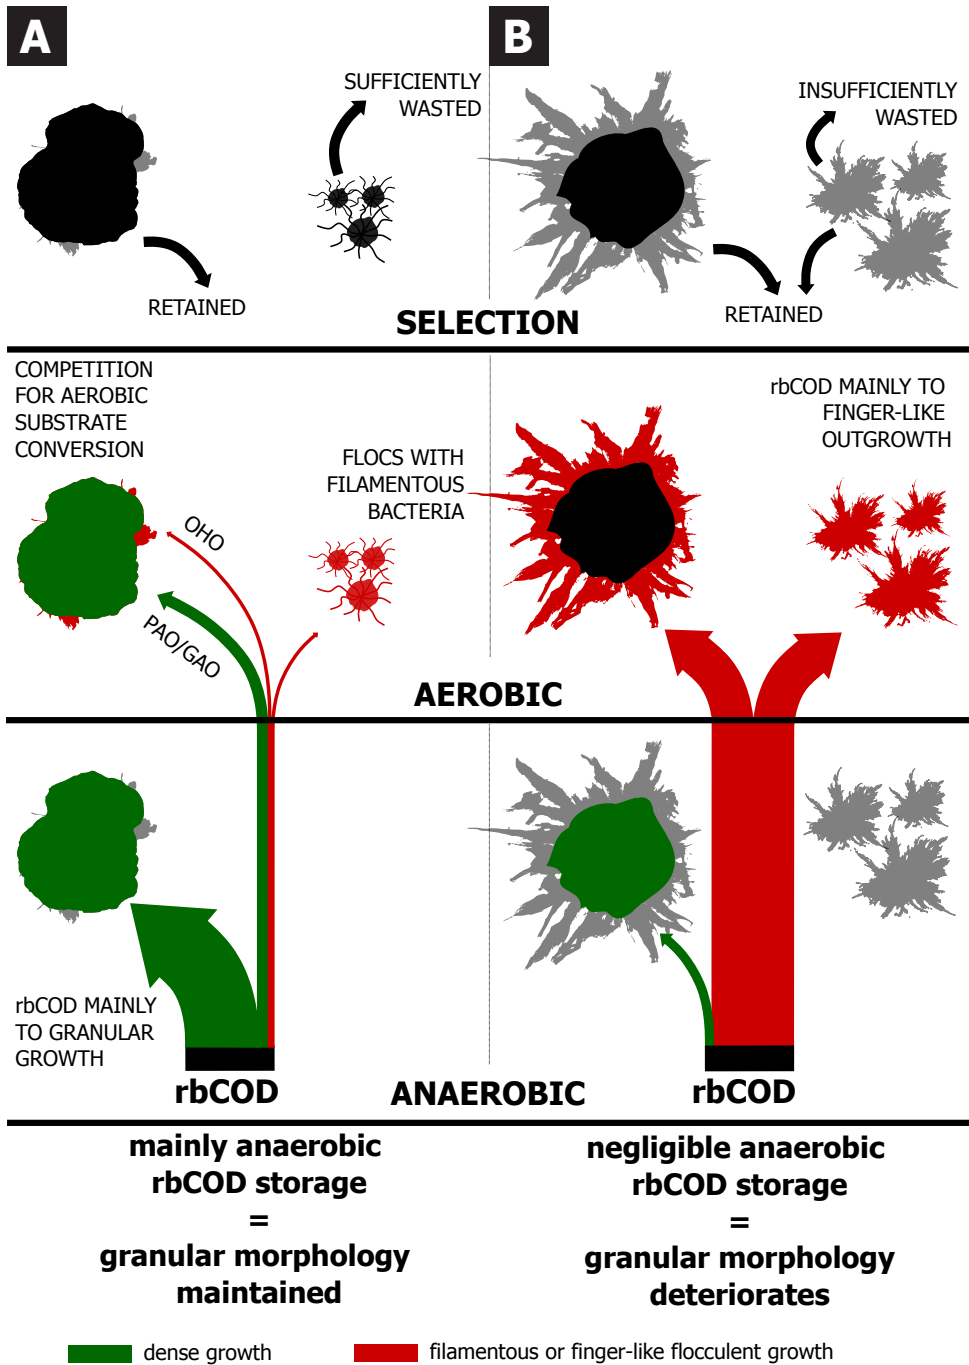 A
B
SUFFICIENTLY
WASTED
INSUFFICIENTLY
WASTED
RETAINED
RETAINED
SELECTION
COMPETITION
FOR AEROBIC
SUBSTRATE
CONVERSION
rbCOD MAINLY TO
FINGER-LIKE
OUTGROWTH
FLOCS WITH
FILAMENTOUS
BACTERIA
OHO
PAO/GAO
AEROBIC
rbCOD MAINLY
TO GRANULAR
GROWTH
rbCOD
ANAEROBIC
rbCOD
mainly anaerobic
rbCOD storage
=
granular morphology
maintained
negligible anaerobic
rbCOD storage
=
granular morphology
deteriorates
dense growth
filamentous or finger-like flocculent growth